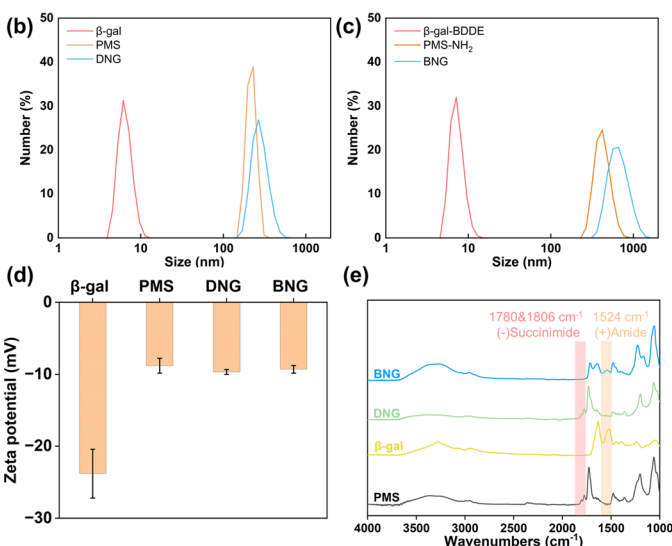 (b)
50
40
30
20
10
0
Number (%)
β-gal
PMS
DNG
1 10 100 1000
Size (nm)
(c)
50
40
30
20
10
0
Number (%)
β-gal-BDDE
PMS-NH₂
BNG
1 10 100 1000
Size (nm)
(d)
β-gal PMS DNG BNG
0
−10
−20
−30
Zeta potential (mV)
(e)
1780&1806 cm⁻¹
(-)Succinimide
1524 cm⁻¹
(+)Amide
BNG
DNG
β-gal
PMS
4000 3500 3000 2500 2000 1500 1000
Wavenumbers (cm⁻¹)